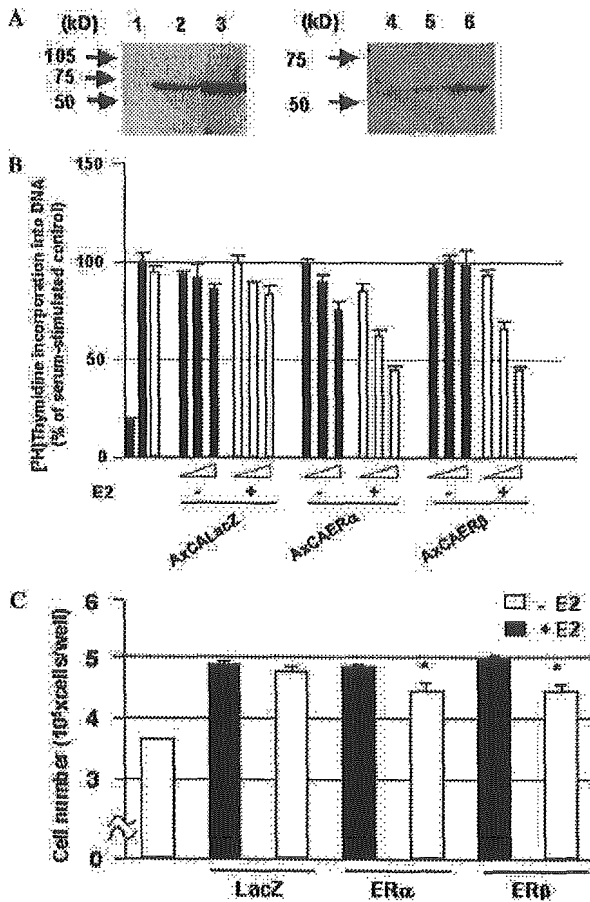 A (kD) 1 2 3 (kD) 4 5 6
105
75
50
75
50
B
[³H]Thymidine incorporation into DNA
(% of serum-stimulated control)
150
100
50
0
E2 - + - + - +
AxCALacZ AxCAERα AxCAERβ
C
Cell number (10⁵xcells/well)
6
5
4
3
0
- E2
+ E2
* *
LacZ ERα ERβ